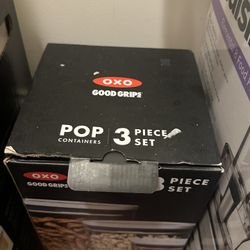 OXO
GOOD GRIPS
POP
CONTAINERS
3 PIECE
SET
OXO
GOOD GRIPS
PIECE
SET